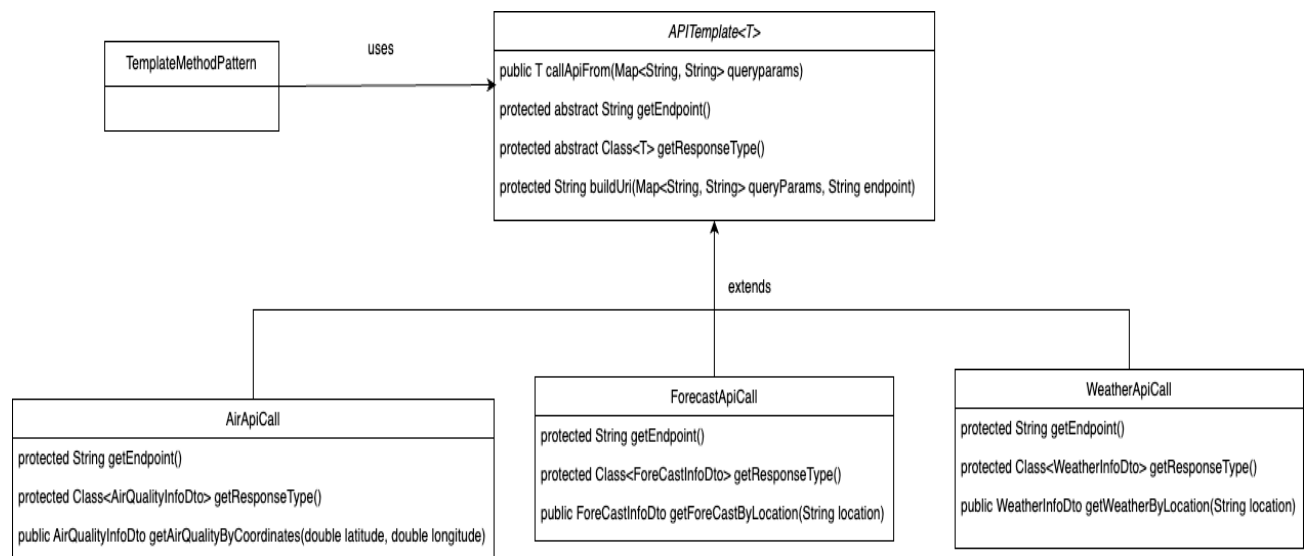 APITemplate<T>
TemplateMethodPattern
uses
public T callApiFrom(Map<String, String> queryparams)
protected abstract String getEndpoint()
protected abstract Class<T> getResponseType()
protected String buildUri(Map<String, String> queryParams, String endpoint)
extends
AirApiCall
protected String getEndpoint()
protected Class<AirQualityInfoDto> getResponseType()
public AirQualityInfoDto getAirQualityByCoordinates(double latitude, double longitude)
ForecastApiCall
protected String getEndpoint()
protected Class<ForeCastInfoDto> getResponseType()
public ForeCastInfoDto getForeCastByLocation(String location)
WeatherApiCall
protected String getEndpoint()
protected Class<WeatherInfoDto> getResponseType()
public WeatherInfoDto getWeatherByLocation(String location)